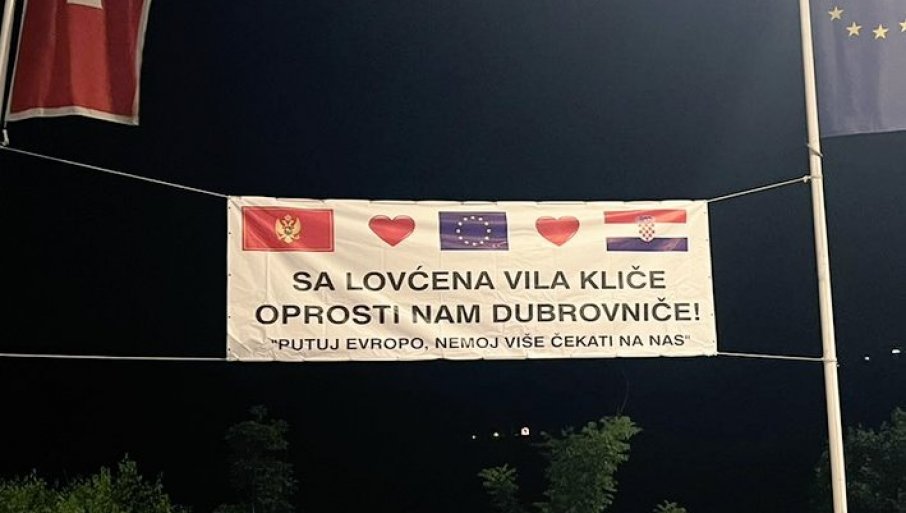 SA LOVĆENA VILA KLIČE
OPROSTI NAM DUBROVNIČE!
"PUTUJ EVROPO, NEMOJ VIŠE ČEKATI NA NAS"